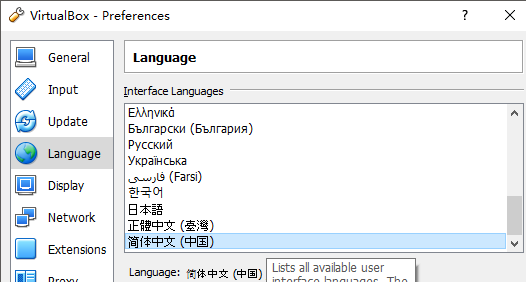 VirtualBox - Preferences
General
Input
Update
Language
Display
Network
Extensions
Language
Interface Languages
Ελληνικά
Български (България)
Русский
Українська
فارسی (Farsi)
한국어
日本語
正體中文 (臺灣)
简体中文 (中国)
Language: 简体中文 (中国)
Lists all available user
interface languages. The